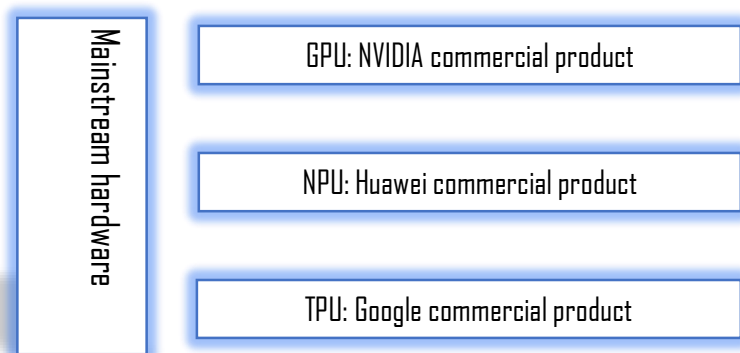 Mainstream hardware
GPU: NVIDIA commercial product
NPU: Huawei commercial product
TPU: Google commercial product